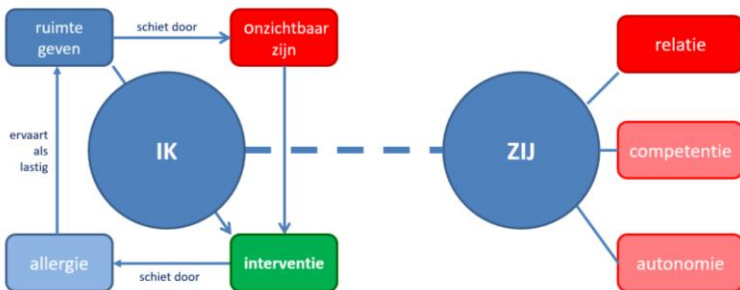 ruimte
geven
schiet door
onzichtbaar
zijn
relatie
ervaart
als
lastig
IK
ZIJ
competentie
allergie
schiet door
interventie
autonomie